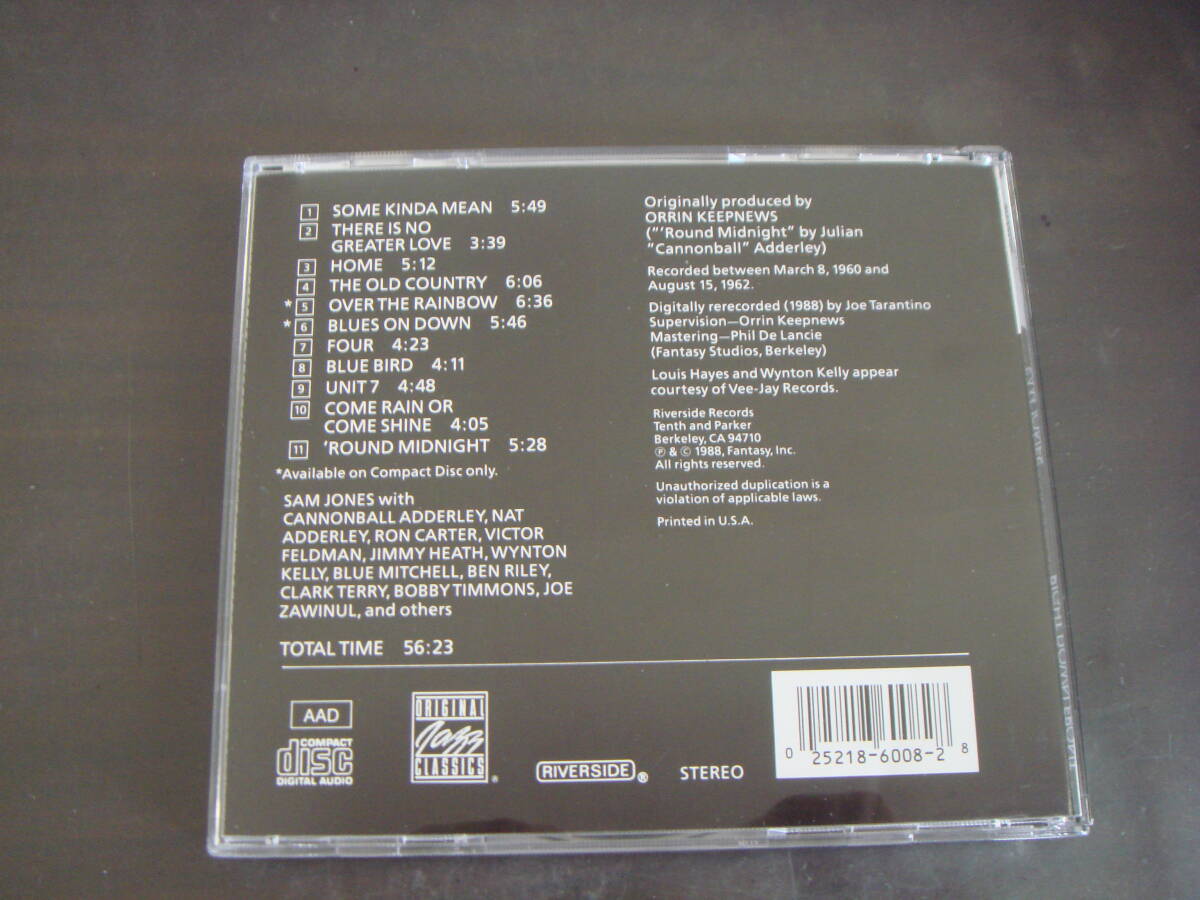 1 SOME KINDA MEAN 5:49
2 THERE IS NO
GREATER LOVE 3:39
3 HOME 5:12
4 THE OLD COUNTRY 6:06
*5 OVER THE RAINBOW 6:36
*6 BLUES ON DOWN 5:46
7 FOUR 4:23
8 BLUE BIRD 4:11
9 UNIT 7 4:48
10 COME RAIN OR
COME SHINE 4:05
11 'ROUND MIDNIGHT 5:28
*Available on Compact Disc only.
SAM JONES with
CANNONBALL ADDERLEY, NAT
ADDERLEY, RON CARTER, VICTOR
FELDMAN, JIMMY HEATH, WYNTON
KELLY, BLUE MITCHELL, BEN RILEY,
CLARK TERRY, BOBBY TIMMONS, JOE
ZAWINUL, and others
TOTAL TIME 56:23
Originally produced by
ORRIN KEEPNEWS
("'Round Midnight" by Julian
"Cannonball" Adderley)
Recorded between March 8, 1960 and
August 15, 1962.
Digitally rerecorded (1988) by Joe Tarantino
Supervision—Orrin Keepnews
Mastering—Phil De Lancie
(Fantasy Studios, Berkeley)
Louis Hayes and Wynton Kelly appear
courtesy of Vee-Jay Records.
Riverside Records
Tenth and Parker
Berkeley, CA 94710
℗ & © 1988, Fantasy, Inc.
All rights reserved.
Unauthorized duplication is a
violation of applicable laws.
Printed in U.S.A.
AAD
COMPACT
disc
DIGITAL AUDIO
ORIGINAL
Jazz
CLASSICS®
RIVERSIDE®
STEREO
0 25218-6008-2 8